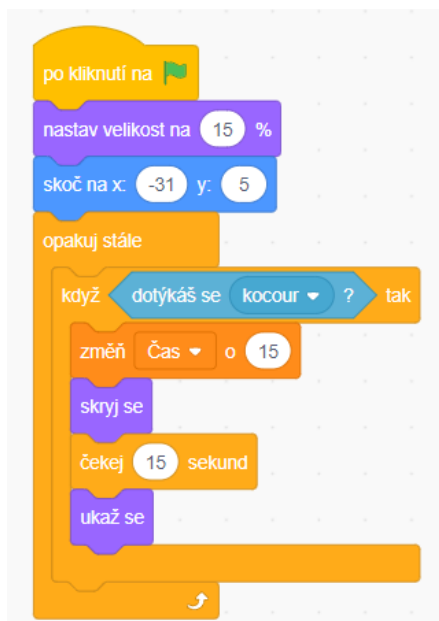 po kliknutí na
nastav velikost na 15 %
skoč na x: -31 y: 5
opakuj stále
když dotýkáš se kocour ? tak
změň Čas o 15
skryj se
čekej 15 sekund
ukaž se